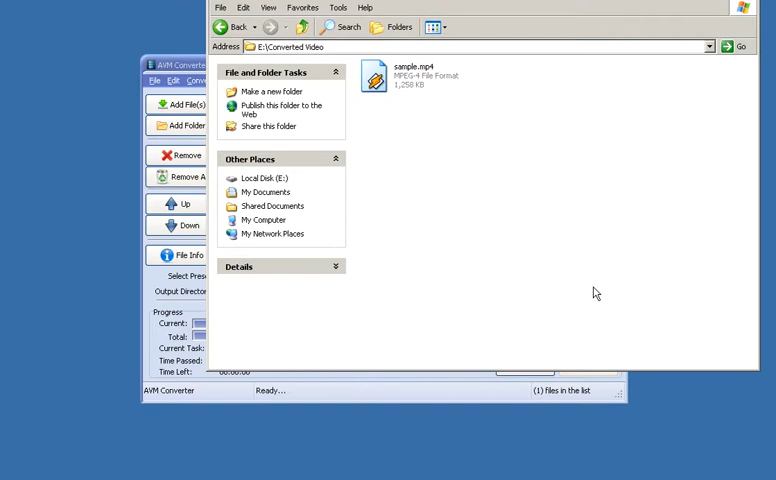 File Edit View Favorites Tools Help
Back Search Folders
Address E:\Converted Video Go
AVM Converte
File Edit Conve
Add File(s)
Add Folder
Remove
Remove A
Up
Down
File Info
Select Pres
Output Director
Progress
Current:
Total:
Current Task:
Time Passed:
Time Left: 00:00:00
AVM Converter Ready... (1) files in the list
File and Folder Tasks
Make a new folder
Publish this folder to the
Web
Share this folder
Other Places
Local Disk (E:)
My Documents
Shared Documents
My Computer
My Network Places
Details
sample.mp4
MPEG-4 File Format
1,258 KB